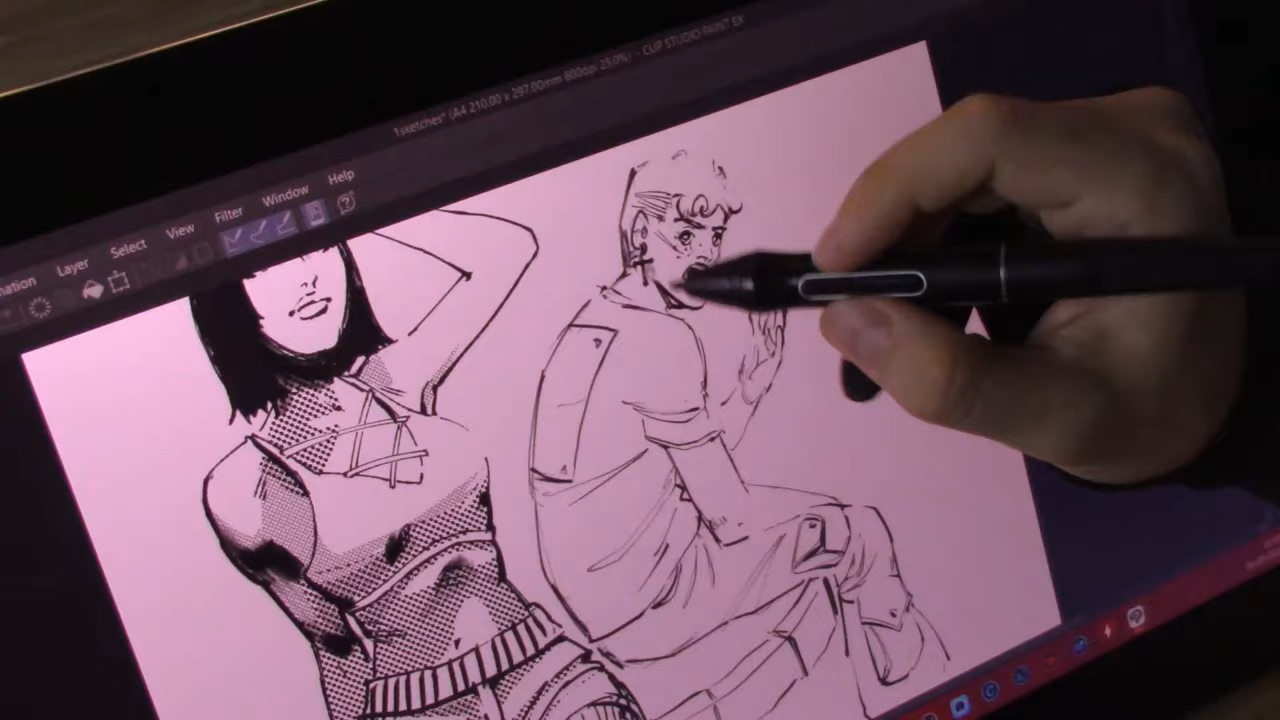 1sketches* (A4 210.00 x 297.00mm 600dpi 25.0%) - CLIP STUDIO PAINT EX
mation Layer Select View Filter Window Help